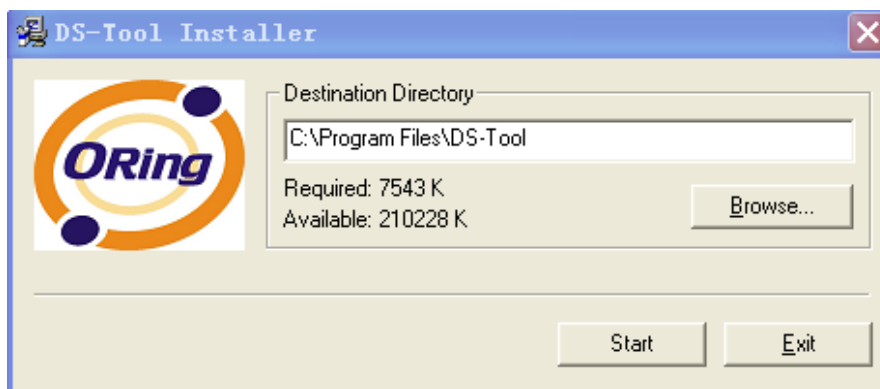 DS-Tool Installer
ORing
Destination Directory
C:\Program Files\DS-Tool
Required: 7543 K
Available: 210228 K
Browse...
Start
Exit